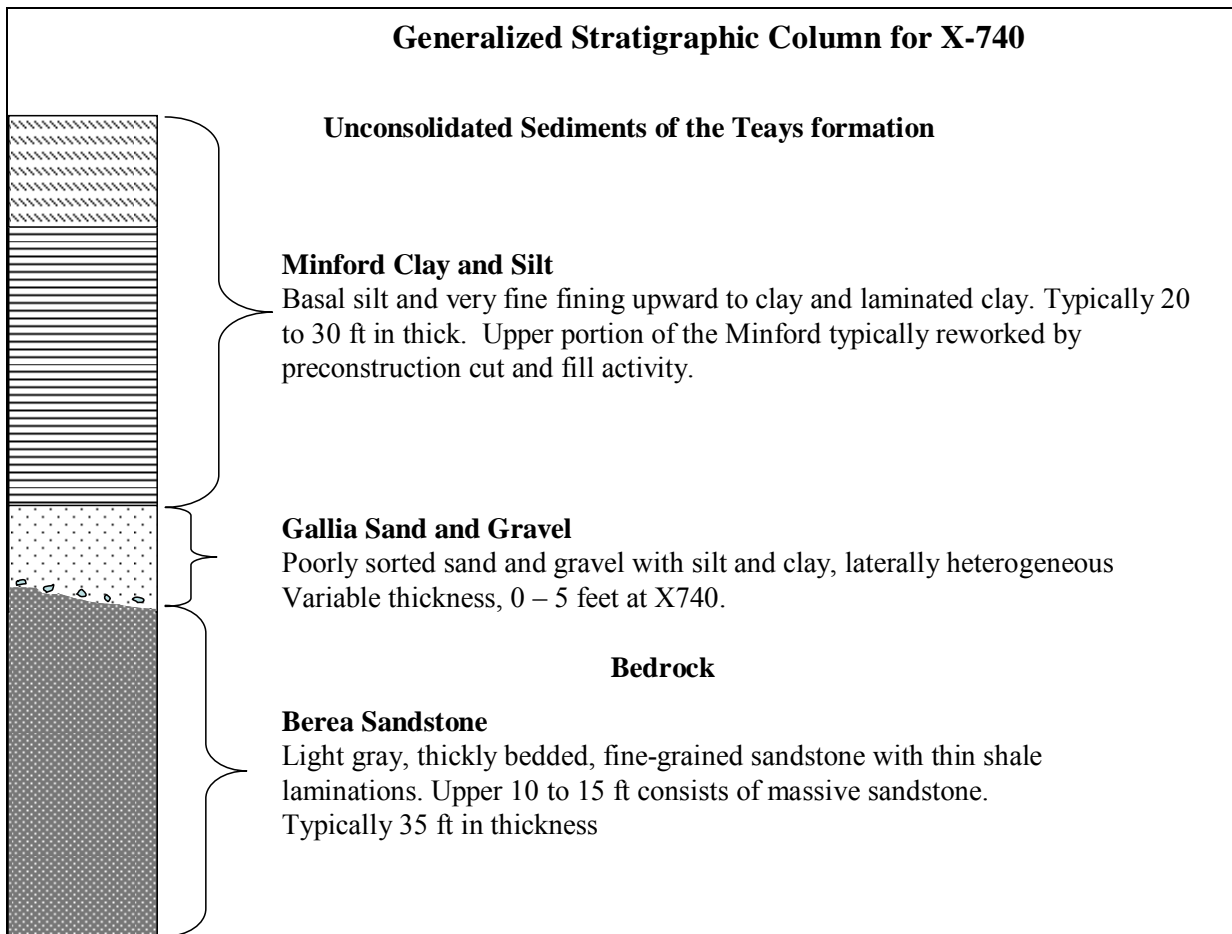 Generalized Stratigraphic Column for X-740
Unconsolidated Sediments of the Teays formation
Minford Clay and Silt
Basal silt and very fine fining upward to clay and laminated clay. Typically 20
to 30 ft in thick.  Upper portion of the Minford typically reworked by
preconstruction cut and fill activity.
Gallia Sand and Gravel
Poorly sorted sand and gravel with silt and clay, laterally heterogeneous
Variable thickness, 0 – 5 feet at X740.
Bedrock
Berea Sandstone
Light gray, thickly bedded, fine-grained sandstone with thin shale
laminations. Upper 10 to 15 ft consists of massive sandstone.
Typically 35 ft in thickness